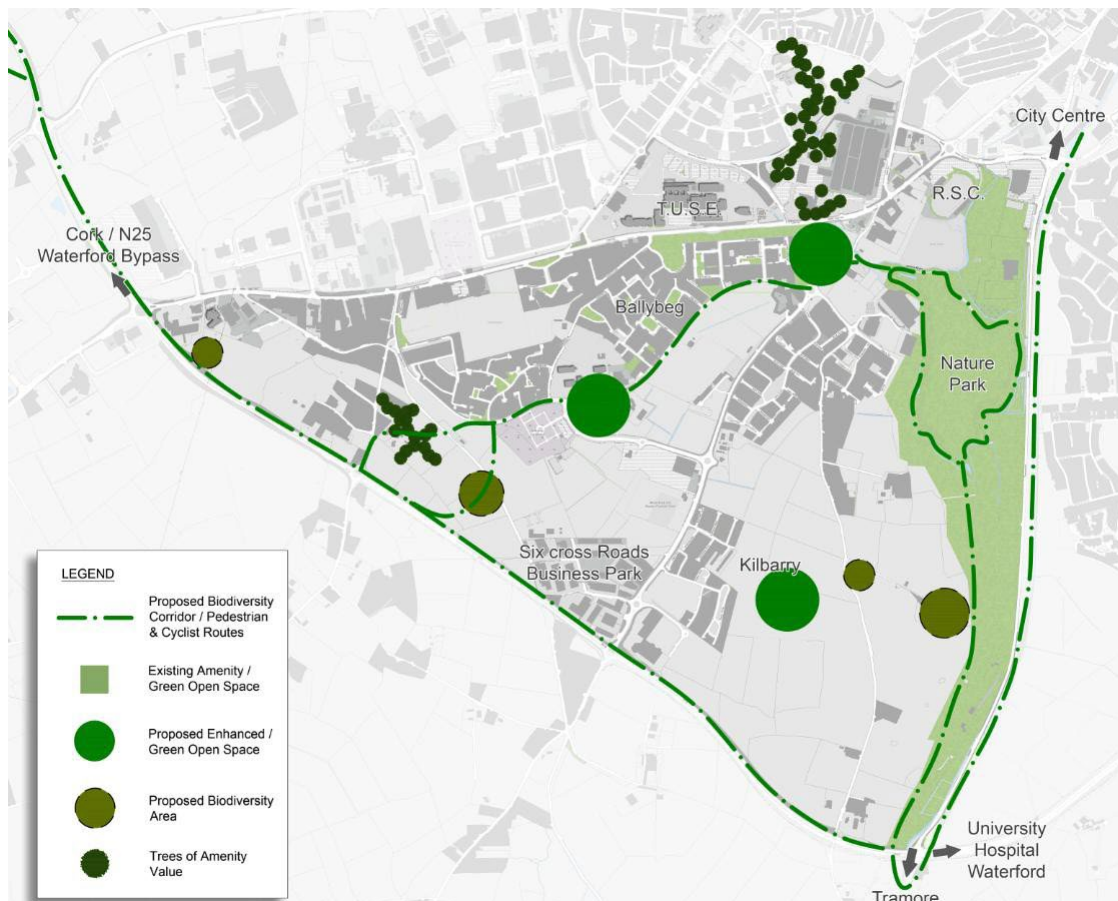 City Centre
R.S.C.
T.U.S.E
Cork / N25
Waterford Bypass
Ballybeg
Nature
Park
Six cross Roads
Business Park
Kilbarry
LEGEND
Proposed Biodiversity
Corridor / Pedestrian
& Cyclist Routes
Existing Amenity /
Green Open Space
Proposed Enhanced /
Green Open Space
Proposed Biodiversity
Area
Trees of Amenity
Value
University
Hospital
Waterford
Tramore